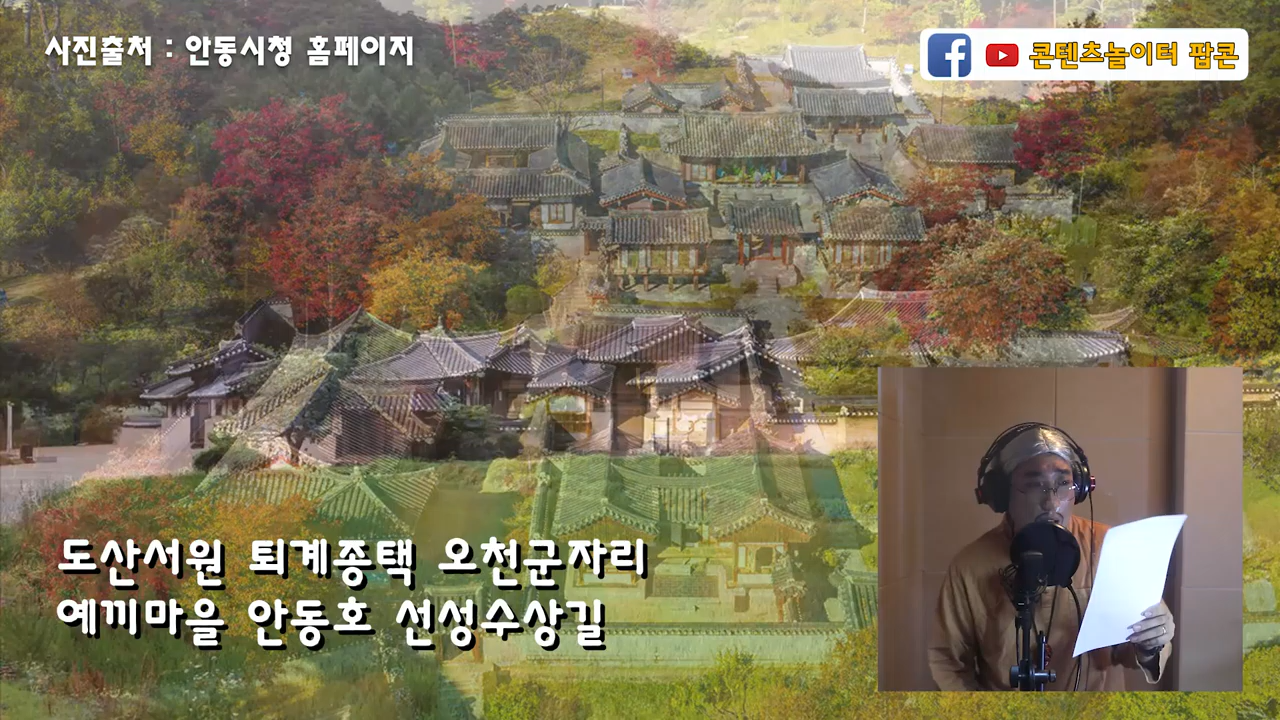 사진출처 : 안동시청 홈페이지
콘텐츠놀이터 팝콘
도산서원 퇴계종택 오천군자리
예끼마을 안동호 선성수상길